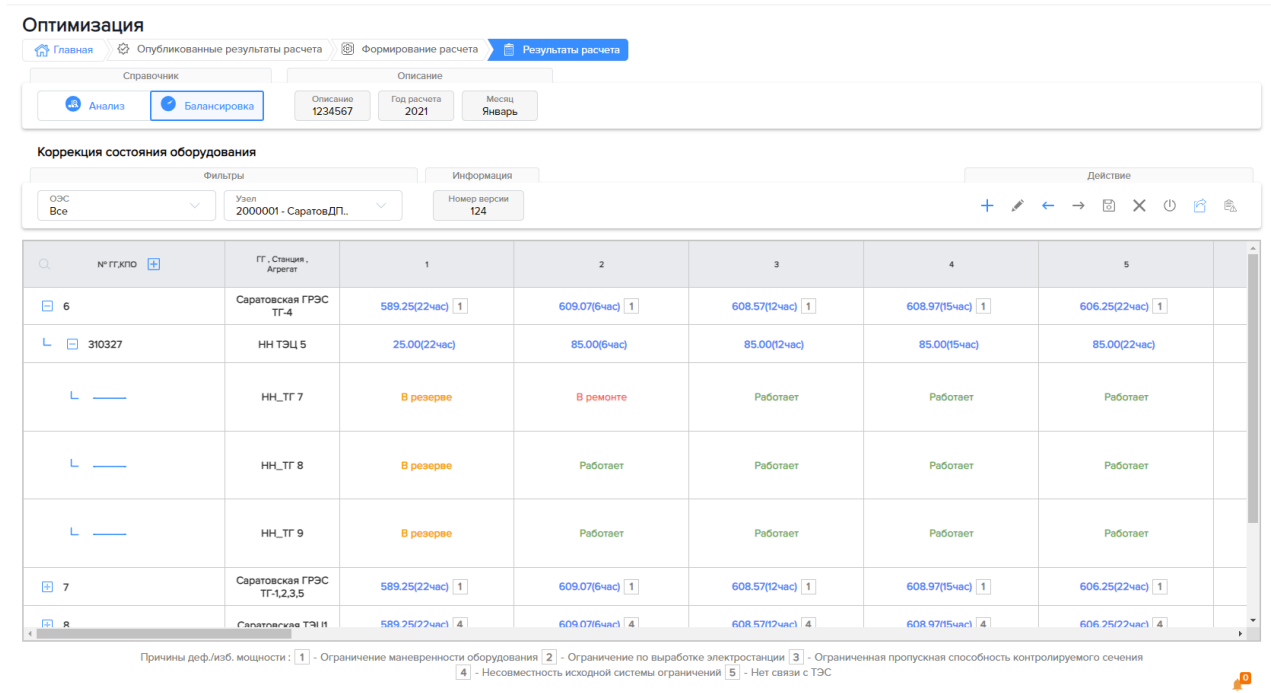 Оптимизация
Главная Опубликованные результаты расчета Формирование расчета Результаты расчета
Справочник Описание
Анализ Балансировка
Описание Год расчета Месяц
1234567 2021 Январь
Коррекция состояния оборудования
Фильтры Информация Действие
ОЭС Узел Номер версии
Все 2000001 - СаратовДП.. 124
№ ГГ,КПО ГГ , Станция , Агрегат 1 2 3 4 5
6 Саратовская ГРЭС ТГ-4 589.25(22час) 1 609.07(6час) 1 608.57(12час) 1 608.97(15час) 1 606.25(22час) 1
310327 НН ТЭЦ 5 25.00(22час) 85.00(6час) 85.00(12час) 85.00(15час) 85.00(22час)
НН_ТГ 7 В резерве В ремонте Работает Работает Работает
НН_ТГ 8 В резерве Работает Работает Работает Работает
НН_ТГ 9 В резерве Работает Работает Работает Работает
7 Саратовская ГРЭС ТГ-1,2,3,5 589.25(22час) 1 609.07(6час) 1 608.57(12час) 1 608.97(15час) 1 606.25(22час) 1
8 Саратовская ТЭЦ1 589.25(22час) 4 609.07(6час) 4 608.57(12час) 4 608.97(15час) 4 606.25(22час) 4
Причины деф./изб. мощности : 1 - Ограничение маневренности оборудования 2 - Ограничение по выработке электростанции 3 - Ограниченная пропускная способность контролируемого сечения
4 - Несовместность исходной системы ограничений 5 - Нет связи с ТЭС
0